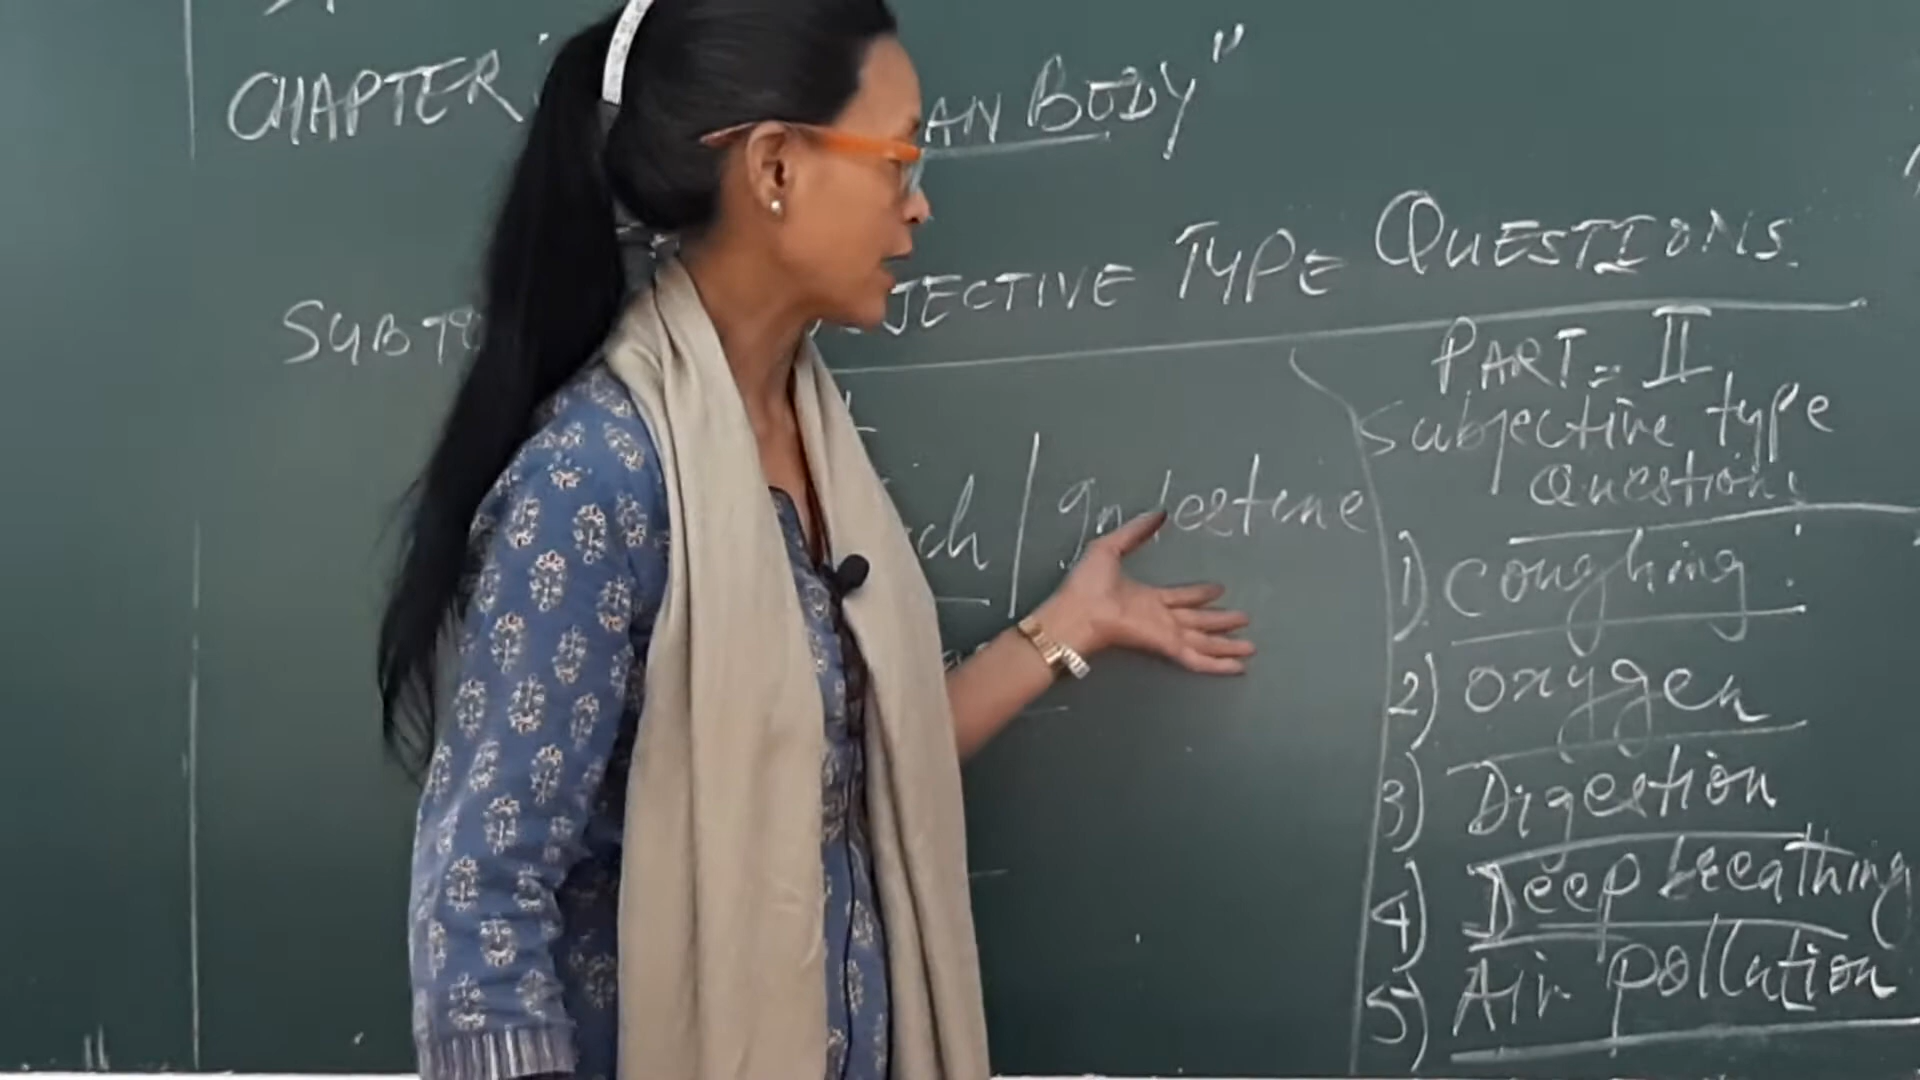 CHAPTER : AN BODY"
SUBTO JECTIVE TYPE QUESTIONS.
ch / Intestine
PART - II
Subjective type
Questions
1) Coughing :
2) Oxygen
3) Digestion
4) Deep breathing
5) Air pollution